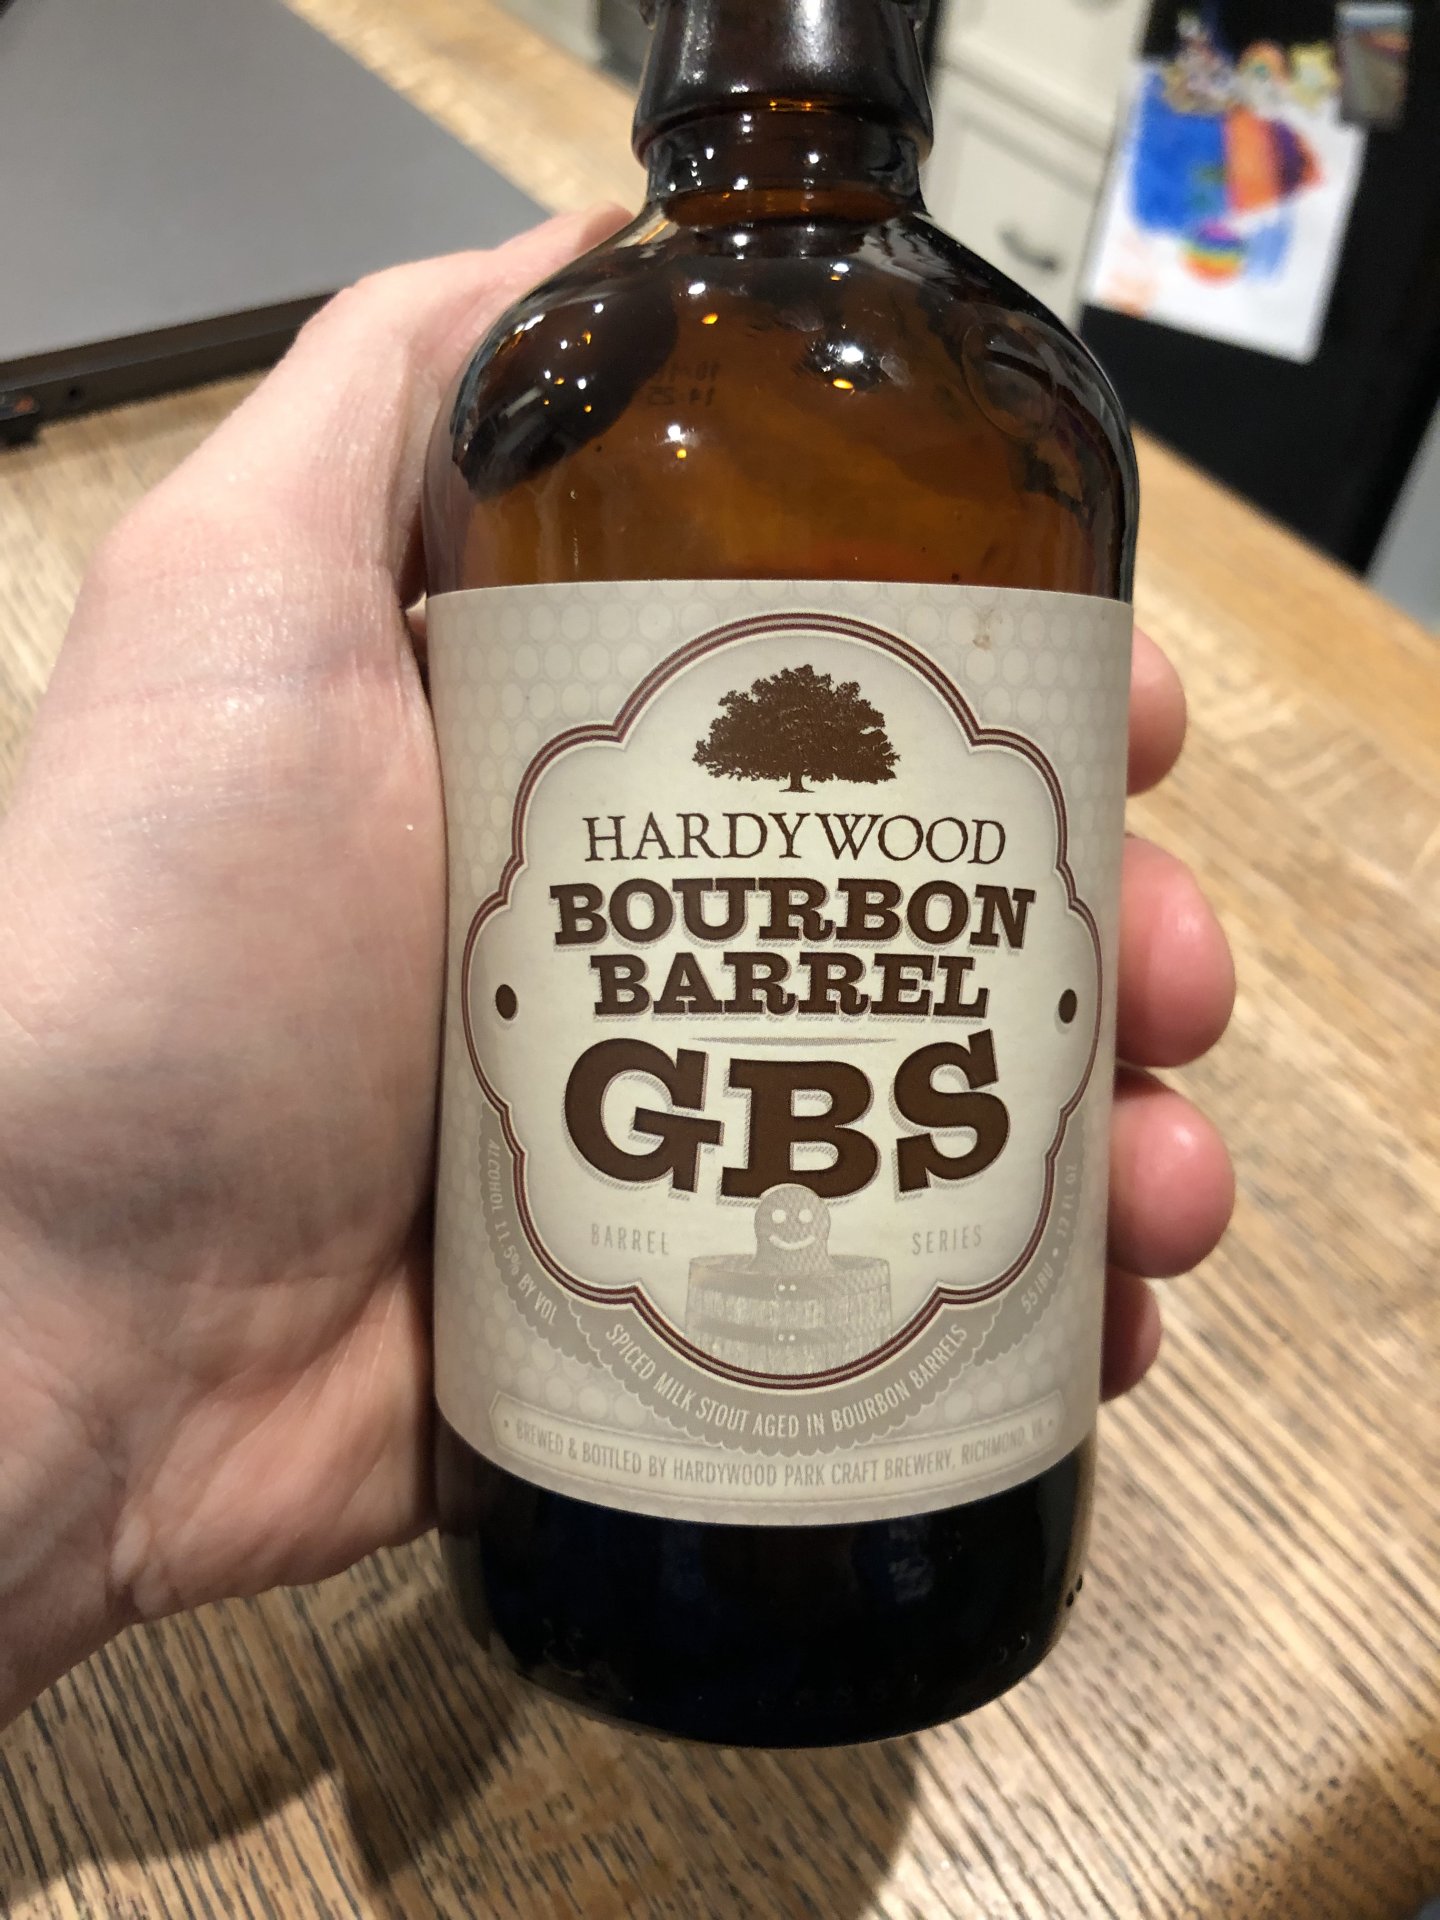 HARDYWOOD
BOURBON
BARREL
GBS
BARREL SERIES
ALCOHOL 11.5% BY VOL
SPICED MILK STOUT AGED IN BOURBON BARRELS
55 IBU • 12 FL OZ
• BREWED & BOTTLED BY HARDYWOOD PARK CRAFT BREWERY, RICHMOND, VA •